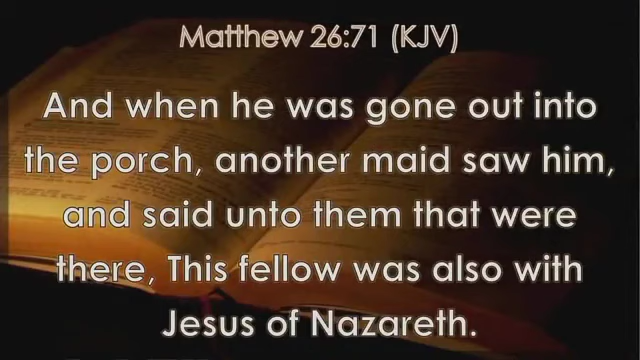 Matthew 26:71 (KJV)
And when he was gone out into
the porch, another maid saw him,
and said unto them that were
there, This fellow was also with
Jesus of Nazareth.